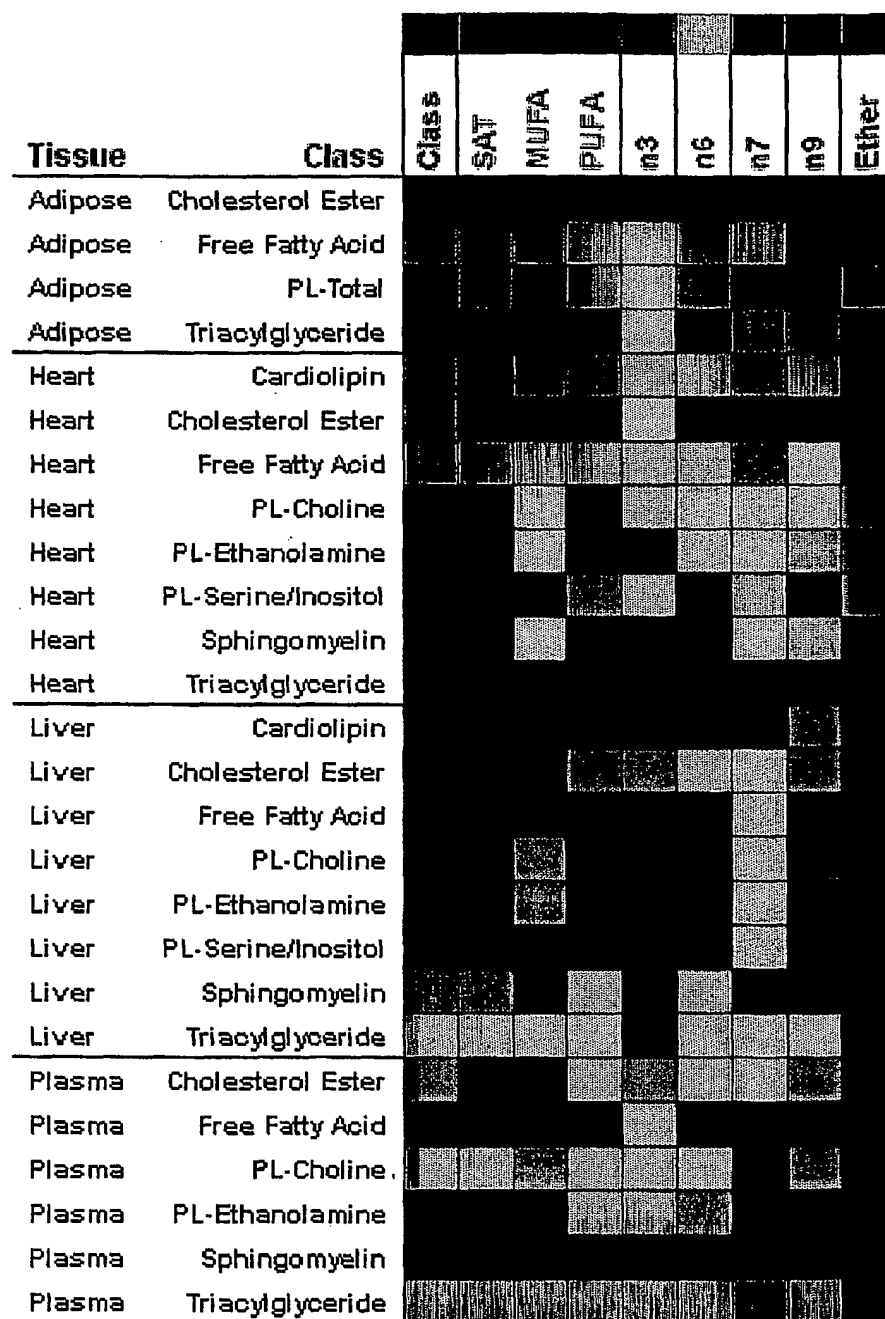 Tissue Class Class SAT MUFA PUFA n3 n6 n7 n9 Ether
Adipose Cholesterol Ester
Adipose Free Fatty Acid
Adipose PL-Total
Adipose Triacylglyceride
Heart Cardiolipin
Heart Cholesterol Ester
Heart Free Fatty Acid
Heart PL-Choline
Heart PL-Ethanolamine
Heart PL-Serine/Inositol
Heart Sphingomyelin
Heart Triacylglyceride
Liver Cardiolipin
Liver Cholesterol Ester
Liver Free Fatty Acid
Liver PL-Choline
Liver PL-Ethanolamine
Liver PL-Serine/Inositol
Liver Sphingomyelin
Liver Triacylglyceride
Plasma Cholesterol Ester
Plasma Free Fatty Acid
Plasma PL-Choline
Plasma PL-Ethanolamine
Plasma Sphingomyelin
Plasma Triacylglyceride